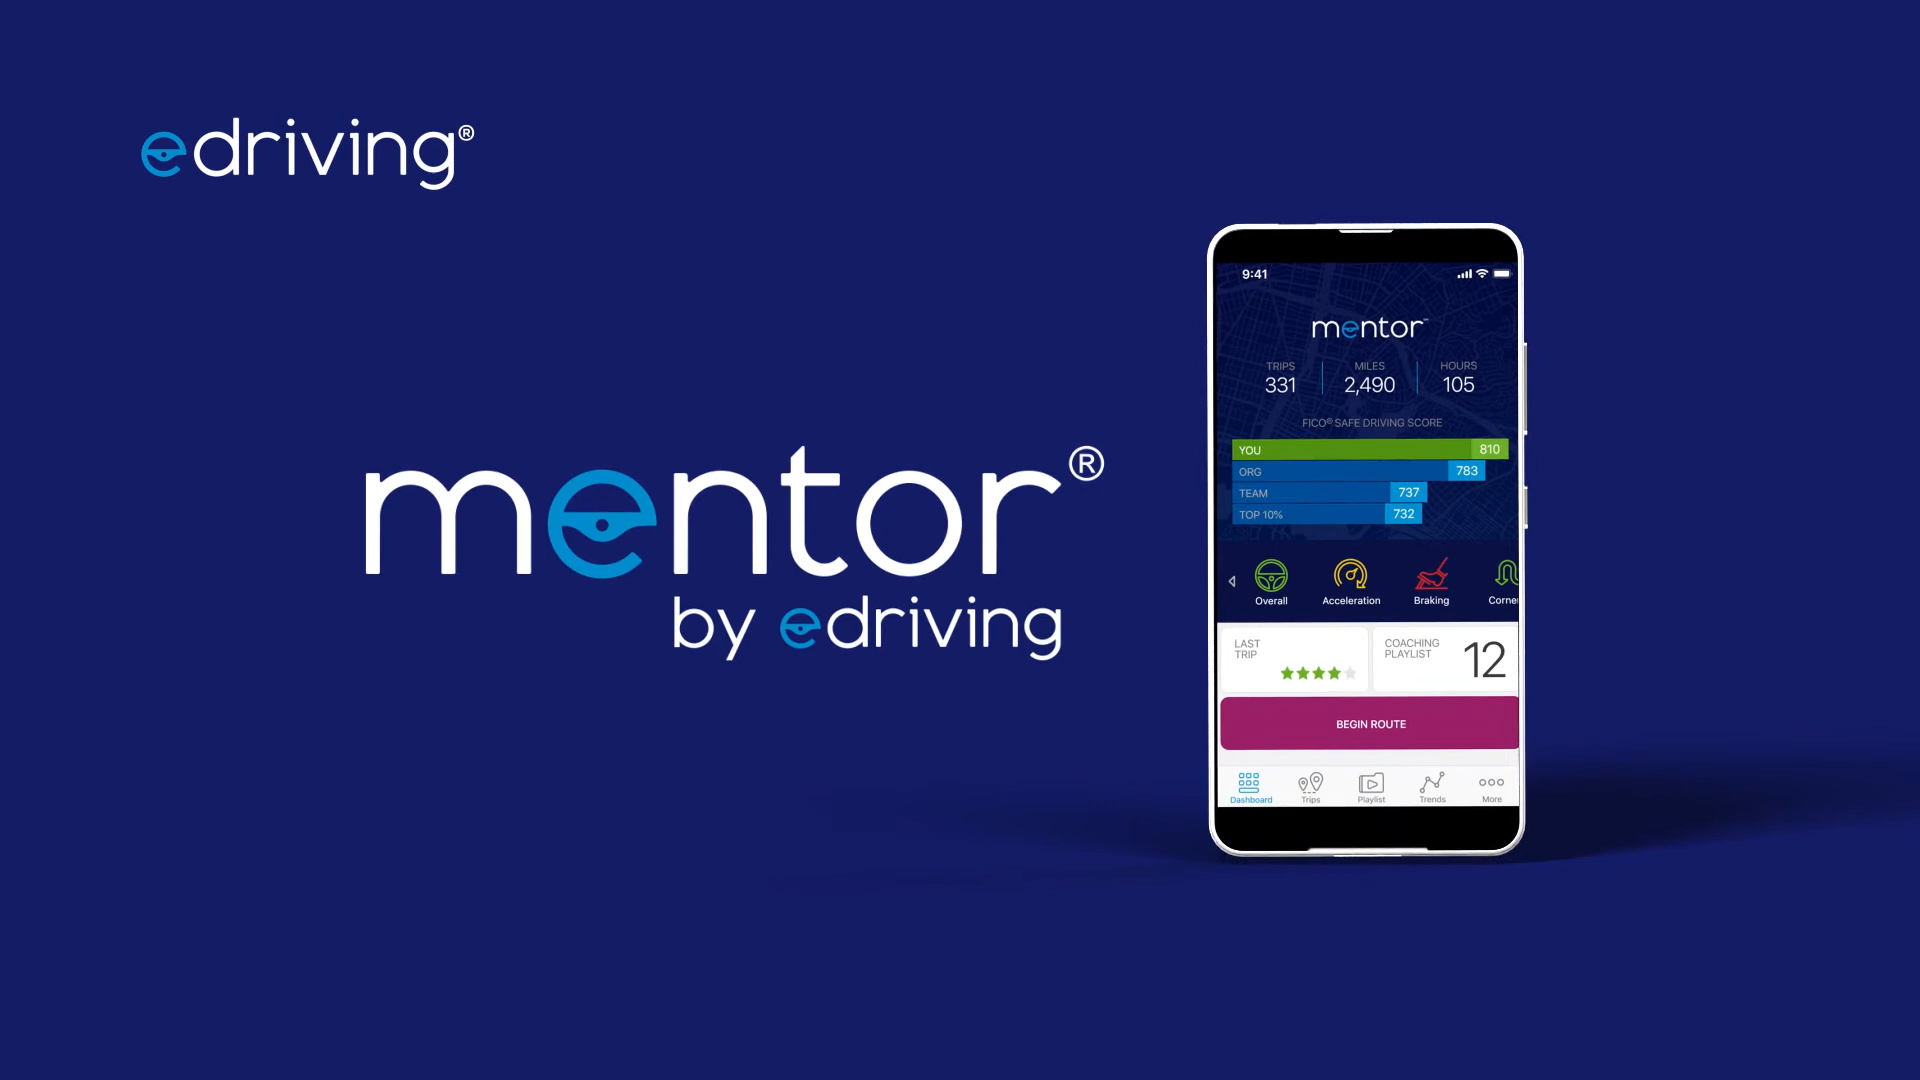 edriving®
mentor®
by edriving
9:41
mentor™
TRIPS MILES HOURS
331 2,490 105
FICO® SAFE DRIVING SCORE
YOU 810
ORG 783
TEAM 737
TOP 10% 732
Overall Acceleration Braking Corner
LAST
TRIP
COACHING
PLAYLIST
12
BEGIN ROUTE
Dashboard Trips Playlist Trends More